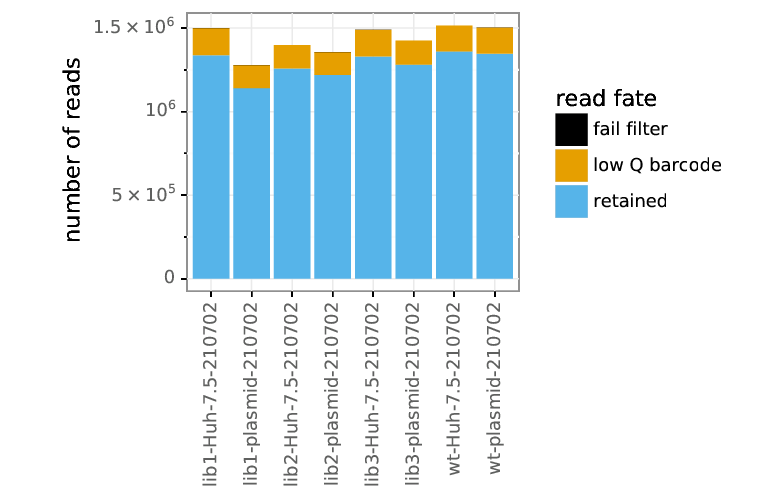 number of reads
1.5 × 10⁶
10⁶
5 × 10⁵
0
lib1-Huh-7.5-210702
lib1-plasmid-210702
lib2-Huh-7.5-210702
lib2-plasmid-210702
lib3-Huh-7.5-210702
lib3-plasmid-210702
wt-Huh-7.5-210702
wt-plasmid-210702
read fate
fail filter
low Q barcode
retained